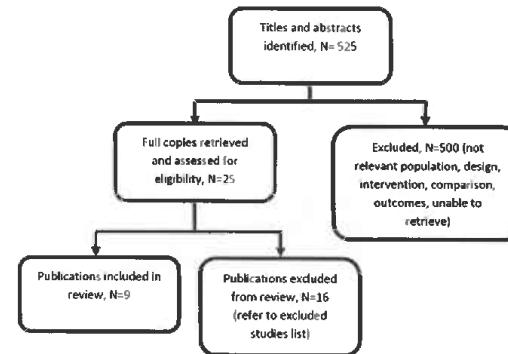 Titles and abstracts
identified, N= 525
Full copies retrieved
and assessed for
eligibility, N=25
Excluded, N=500 (not
relevant population, design,
intervention, comparison,
outcomes, unable to
retrieve)
Publications included in
review, N=9
Publications excluded
from review, N=16
(refer to excluded
studies list)